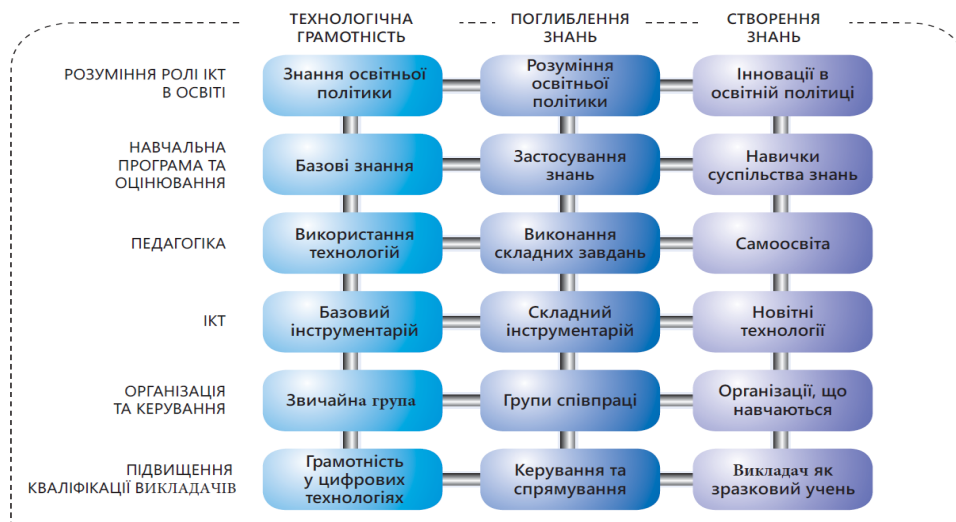 ТЕХНОЛОГІЧНА
ГРАМОТНІСТЬ
ПОГЛИБЛЕННЯ
ЗНАНЬ
СТВОРЕННЯ
ЗНАНЬ
РОЗУМІННЯ РОЛІ ІКТ
В ОСВІТІ
Знання освітньої
політики
Розуміння
освітньої
політики
Інновації в
освітній політиці
НАВЧАЛЬНА
ПРОГРАМА ТА
ОЦІНЮВАННЯ
Базові знання
Застосування
знань
Навички
суспільства знань
ПЕДАГОГІКА
Використання
технологій
Виконання
складних завдань
Самоосвіта
ІКТ
Базовий
інструментарій
Складний
інструментарій
Новітні
технології
ОРГАНІЗАЦІЯ
ТА КЕРУВАННЯ
Звичайна група
Групи співпраці
Організації, що
навчаються
ПІДВИЩЕННЯ
КВАЛІФІКАЦІЇ ВИКЛАДАЧІВ
Грамотність
у цифрових
технологіях
Керування та
спрямування
Викладач як
зразковий учень